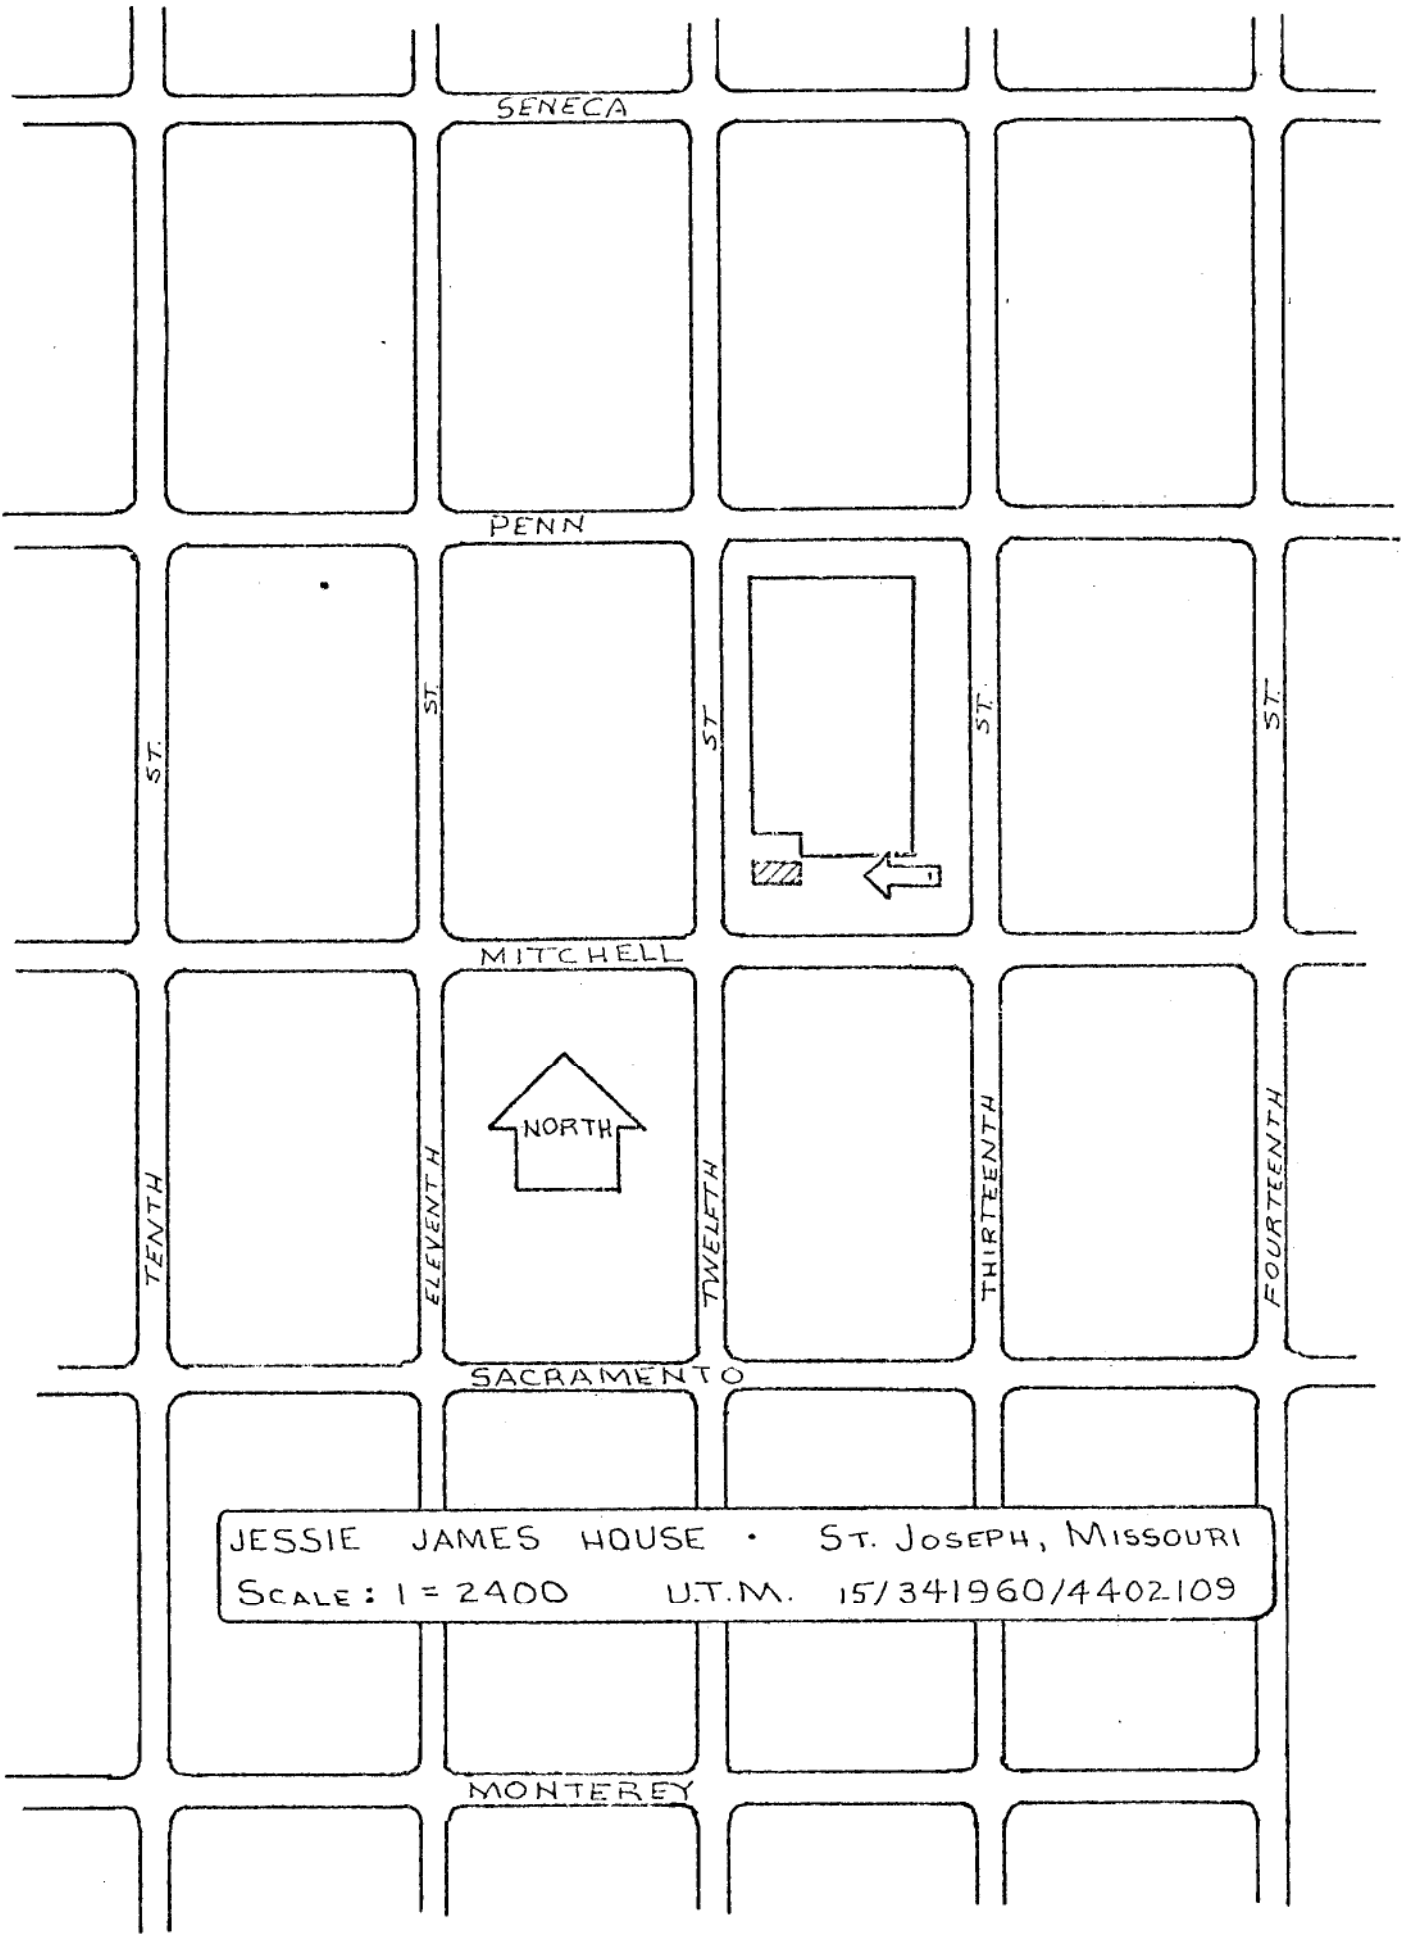 SENECA
PENN
ST.
ST.
ST
ST.
ST.
MITCHELL
NORTH
TENTH
ELEVENTH
TWELFTH
THIRTEENTH
FOURTEENTH
SACRAMENTO
JESSIE JAMES HOUSE · ST. JOSEPH, MISSOURI
SCALE: 1 = 2400 U.T.M. 15/341960/4402109
MONTEREY